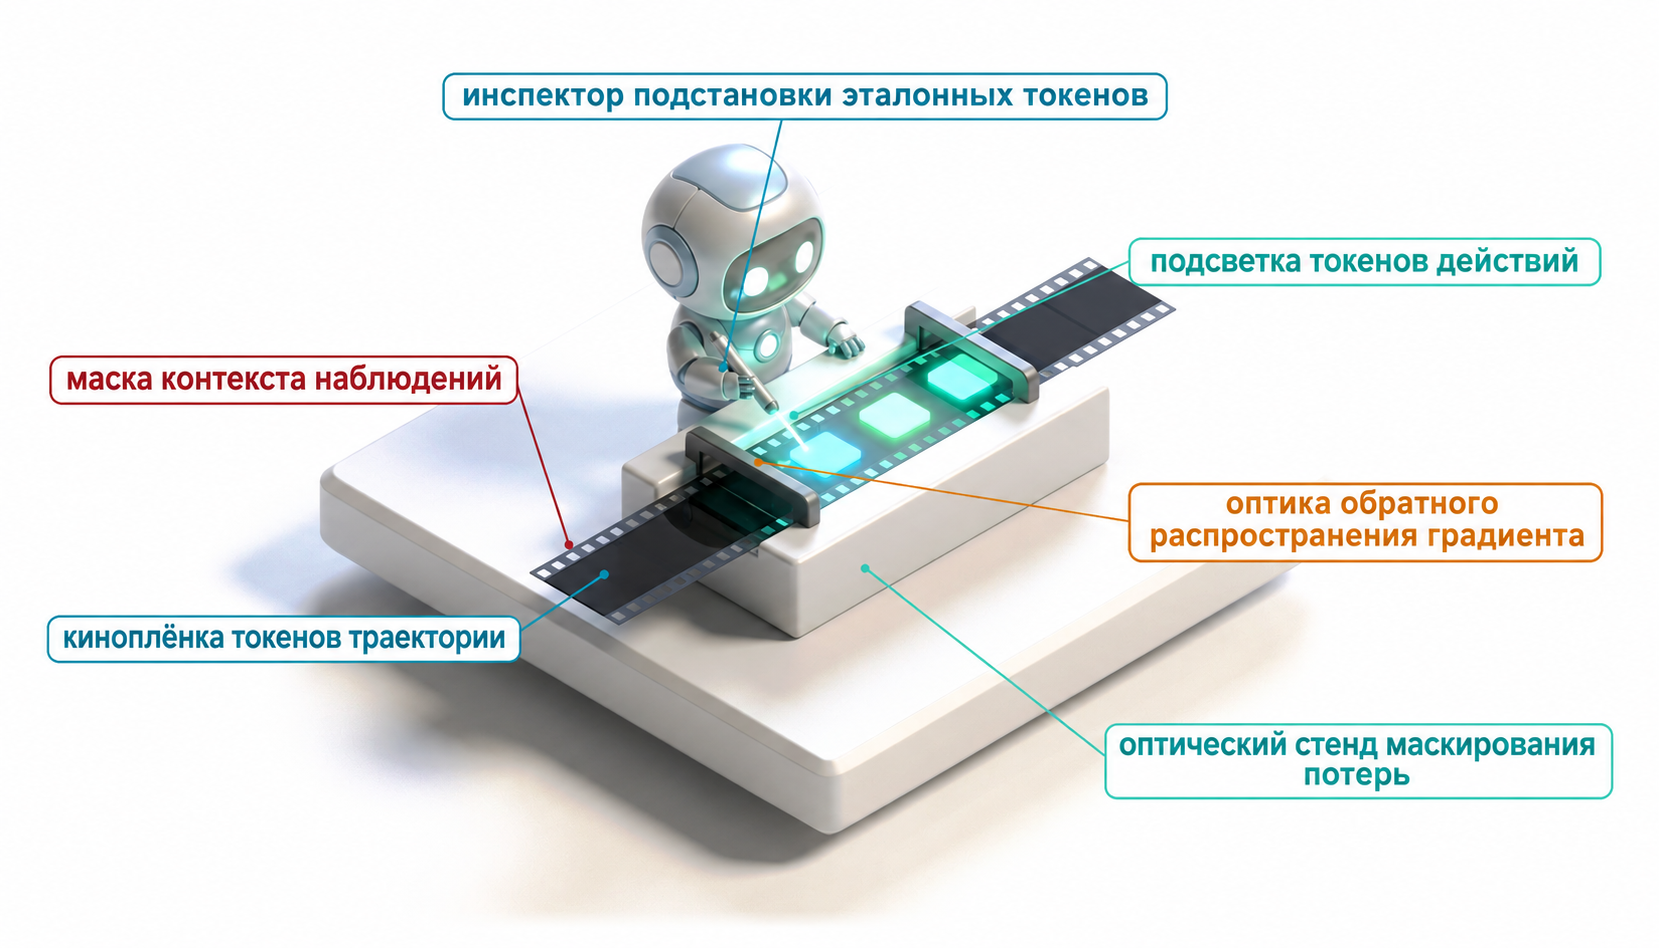 инспектор подстановки эталонных токенов
подсветка токенов действий
маска контекста наблюдений
оптика обратного
распространения градиента
киноплёнка токенов траектории
оптический стенд маскирования
потерь